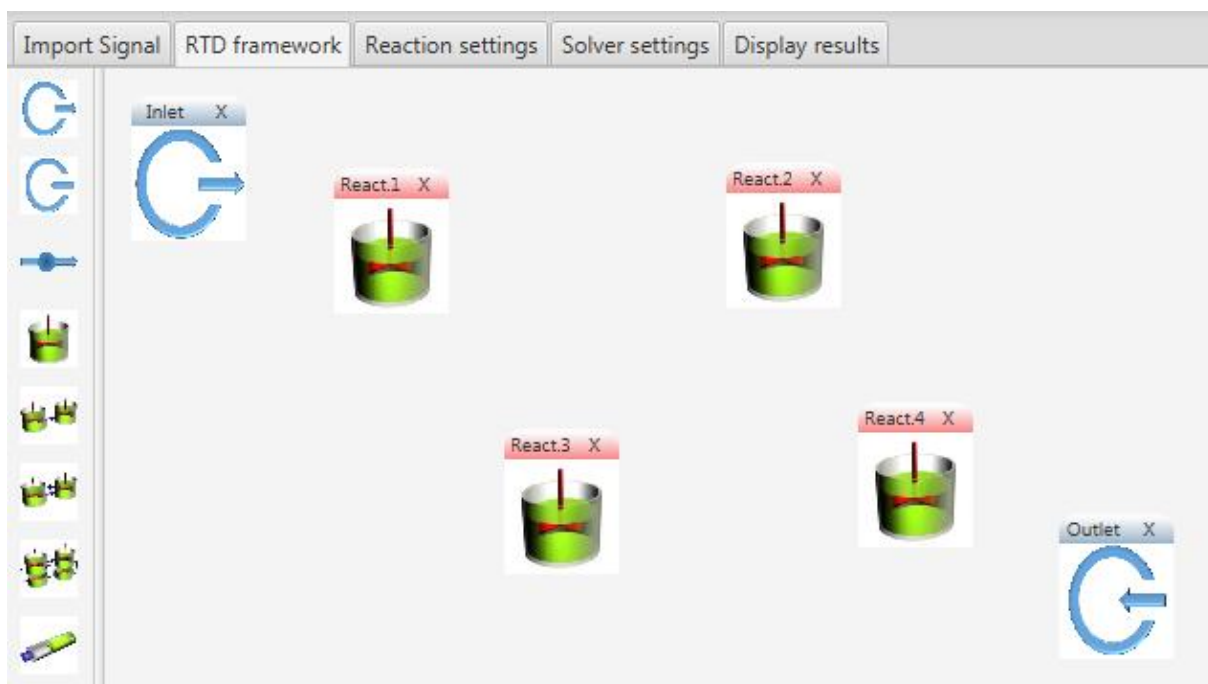 Import Signal RTD framework Reaction settings Solver settings Display results
Inlet X
React.1 X
React.2 X
React.3 X
React.4 X
Outlet X